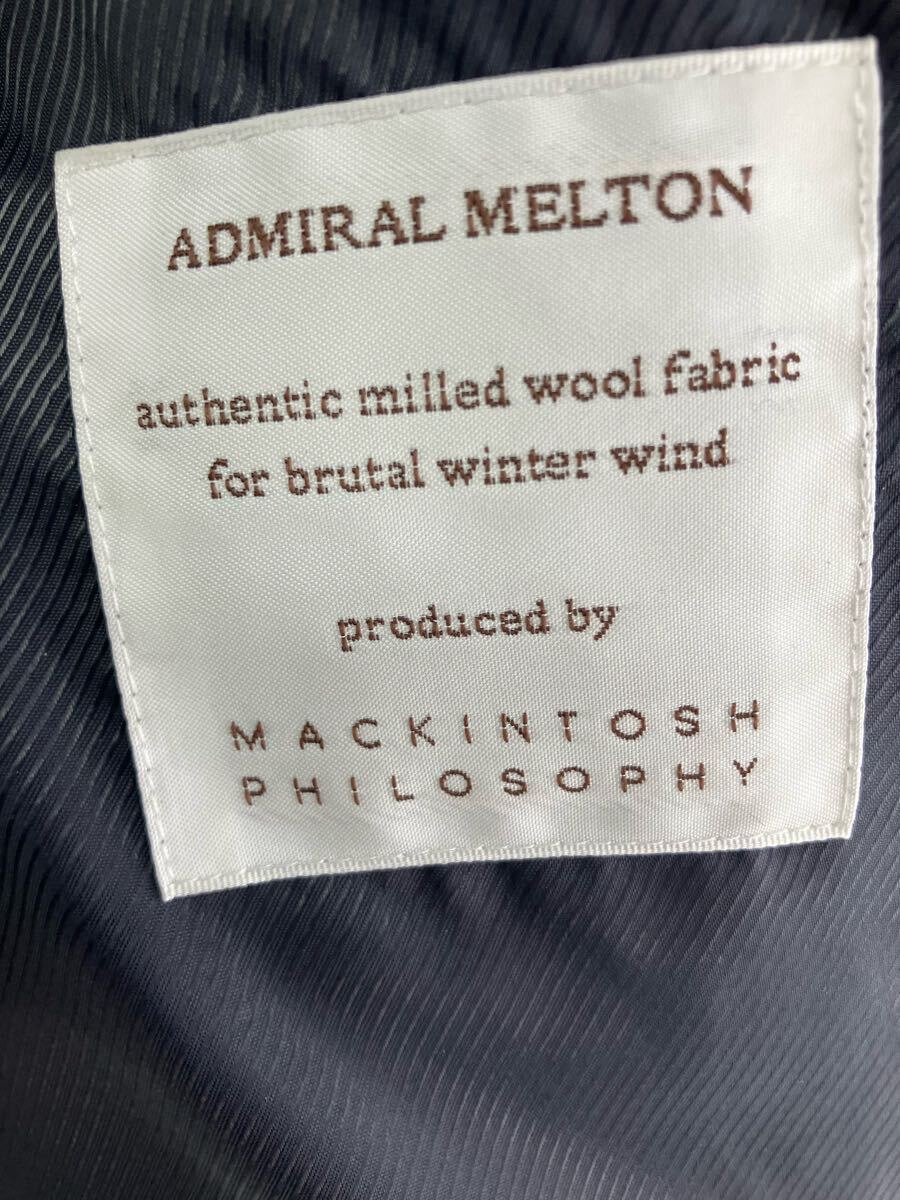 ADMIRAL MELTON
authentic milled wool fabric
for brutal winter wind
produced by
MACKINTOSH
PHILOSOPHY